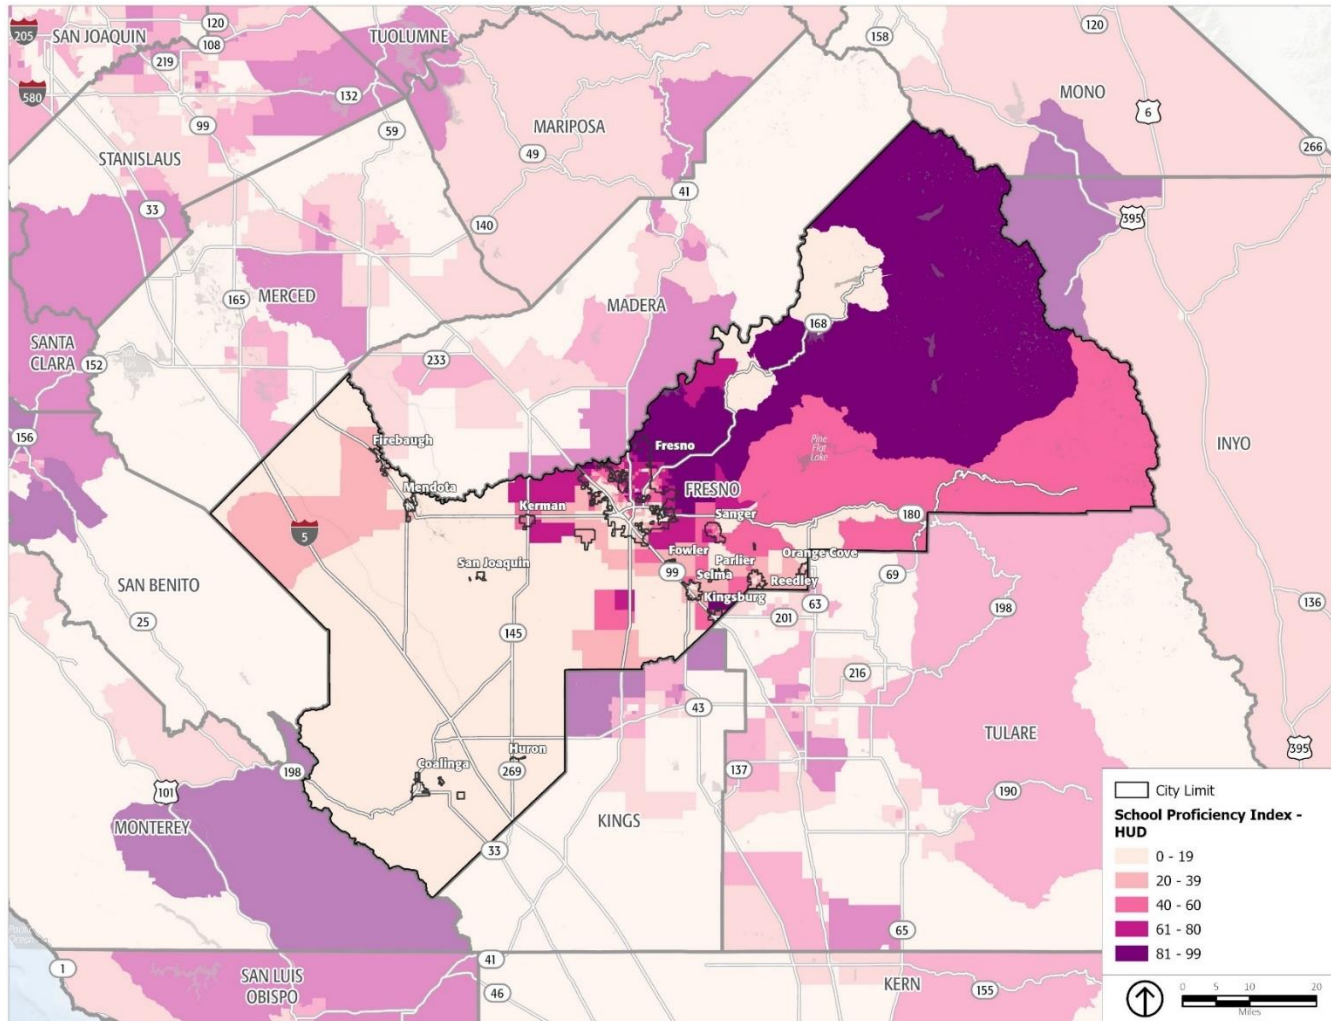 205
SAN JOAQUIN
120
108
219
TUOLUMNE
158
120
580
132
MONO
6
99
59
MARIPOSA
49
266
STANISLAUS
33
41
140
395
165
MERCED
MADERA
168
SANTA
CLARA
152
233
156
INYO
Firebaugh
Fresno
Pine
Flat
Lake
Mendota
FRESNO
Kerman
Sanger
180
5
Fowler
Parlier
Orange Cove
San Joaquin
99
Selma
Reedley
69
SAN BENITO
Kingsburg
63
198
136
25
201
145
216
43
TULARE
Huron
395
Coalinga
198
269
137
101
190
MONTEREY
KINGS
33
65
41
1
SAN LUIS
OBISPO
46
KERN
155
City Limit
School Proficiency Index -
HUD
0 - 19
20 - 39
40 - 60
61 - 80
81 - 99
0 5 10 20
Miles